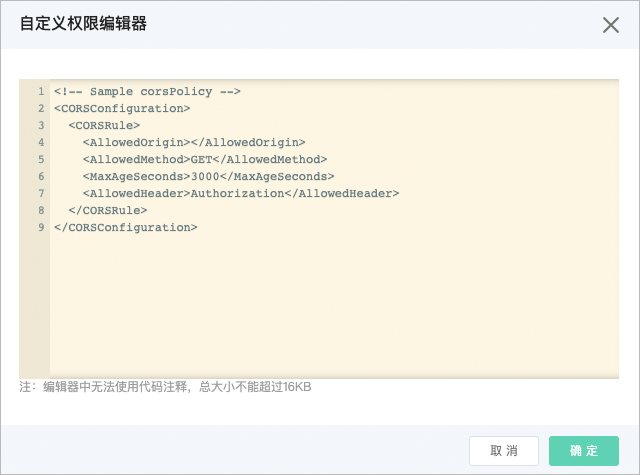 自定义权限编辑器
1 <!-- Sample corsPolicy -->
2 <CORSConfiguration>
3 <CORSRule>
4 <AllowedOrigin></AllowedOrigin>
5 <AllowedMethod>GET</AllowedMethod>
6 <MaxAgeSeconds>3000</MaxAgeSeconds>
7 <AllowedHeader>Authorization</AllowedHeader>
8 </CORSRule>
9 </CORSConfiguration>
注：编辑器中无法使用代码注释，总大小不能超过16KB
取消 确定